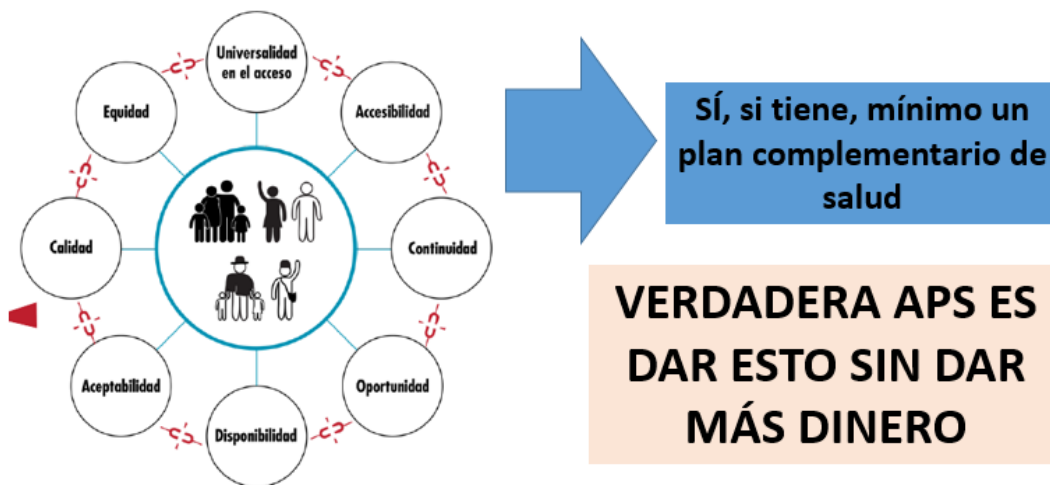 Universalidad
en el acceso
Equidad
Accesibilidad
Calidad
Continuidad
Aceptabilidad
Oportunidad
Disponibilidad
SÍ, si tiene, mínimo un
plan complementario de
salud
VERDADERA APS ES
DAR ESTO SIN DAR
MÁS DINERO